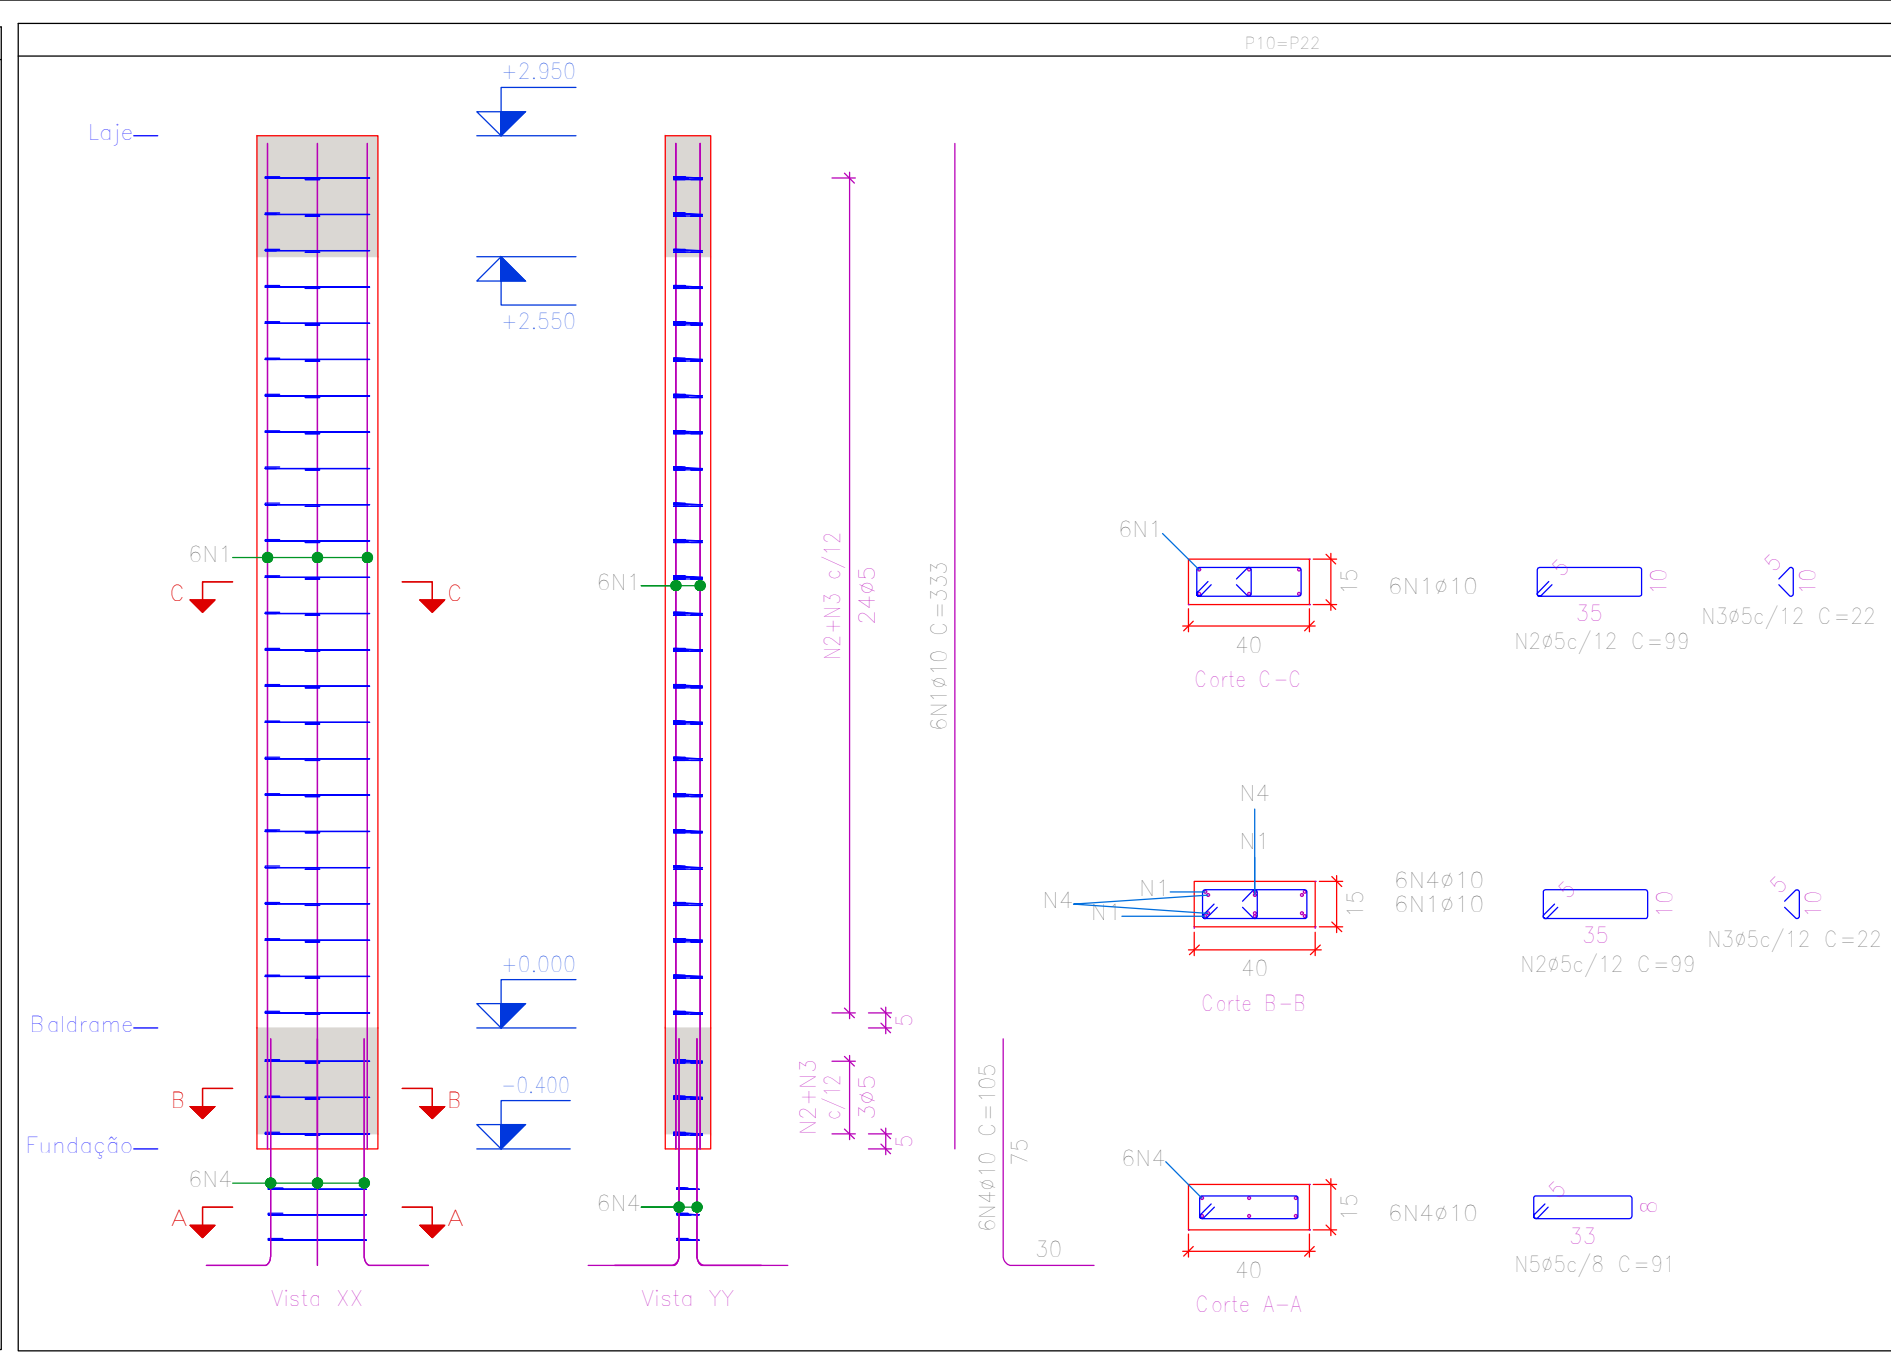 P10=P22
+2.950
Laje
+2.550
6N1
6N1
C
C
N2+N3 c/12
24ø5
6N1ø10 C=333
6N1
15
40
Corte C-C
6N1ø10
5
10
35
N2ø5c/12 C=99
5
10
N3ø5c/12 C=22
N4
N1
N1
N4
N1
15
40
Corte B-B
6N4ø10
6N1ø10
5
10
35
N2ø5c/12 C=99
5
10
N3ø5c/12 C=22
+0.000
Baldrame
5
B
B
-0.400
N2+N3
c/12
3ø5
5
Fundação
6N4
6N4
A
A
6N4ø10 C=105
75
30
6N4
15
40
Corte A-A
6N4ø10
5
8
33
N5ø5c/8 C=91
Vista XX
Vista YY